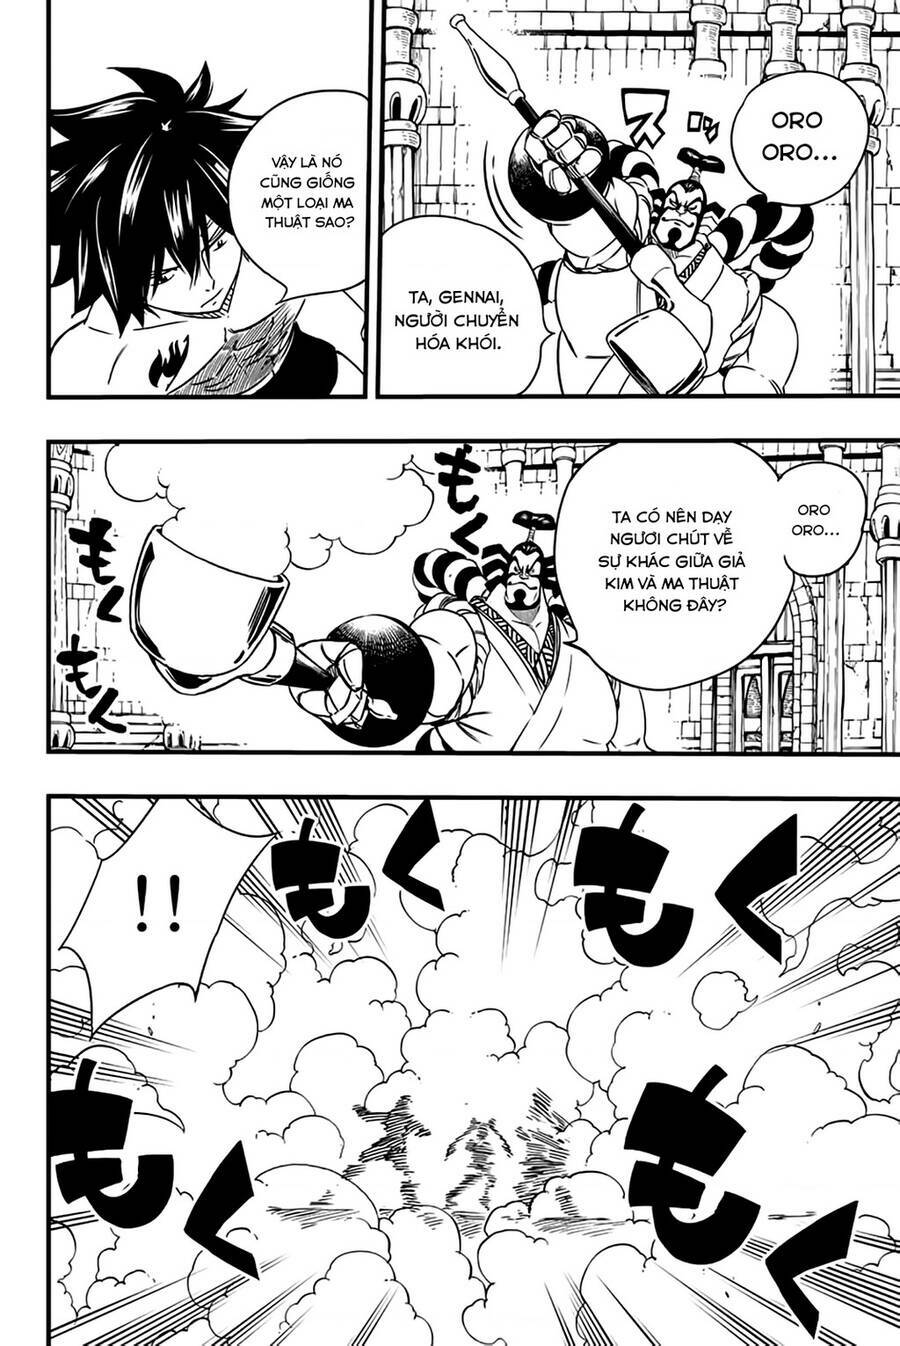 ORO
ORO...
スッ
TA, GENNAI,
NGƯỜI CHUYỂN
HÓA KHÓI.
VẬY LÀ NÓ
CŨNG GIỐNG
MỘT LOẠI MA
THUẬT SAO?
ORO
ORO...
TA CÓ NÊN DẠY
NGƯƠI CHÚT VỀ
SỰ KHÁC GIỮA GIẢ
KIM VÀ MA THUẬT
KHÔNG ĐÂY?
もく
もく
もく
!!
もく
もく
もく
もく